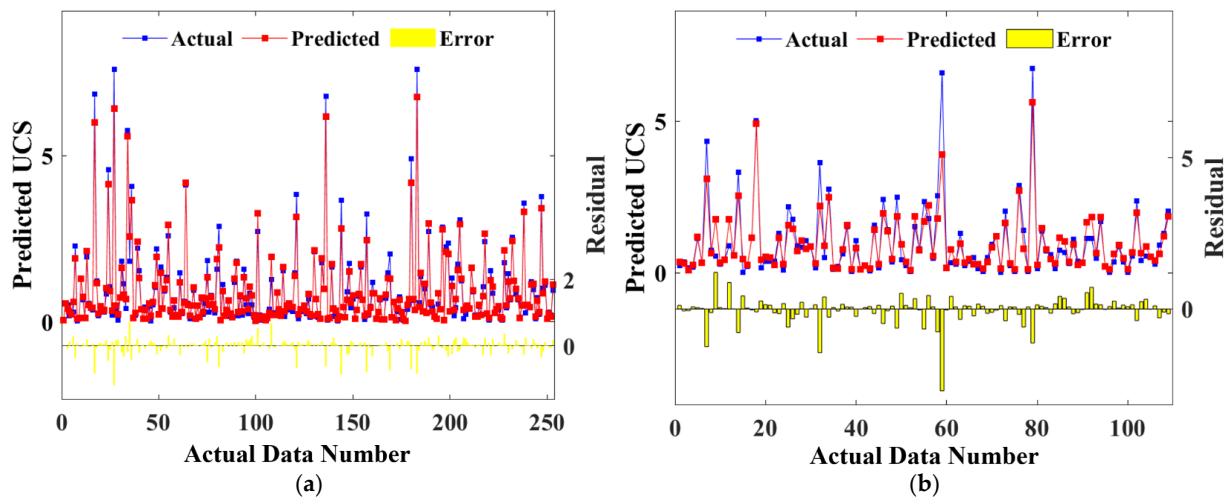 Actual Predicted Error
Predicted UCS
5
0
Residual
2
0
0 50 100 150 200 250
Actual Data Number
(a)
Actual Predicted Error
Predicted UCS
5
0
Residual
5
0
0 20 40 60 80 100
Actual Data Number
(b)